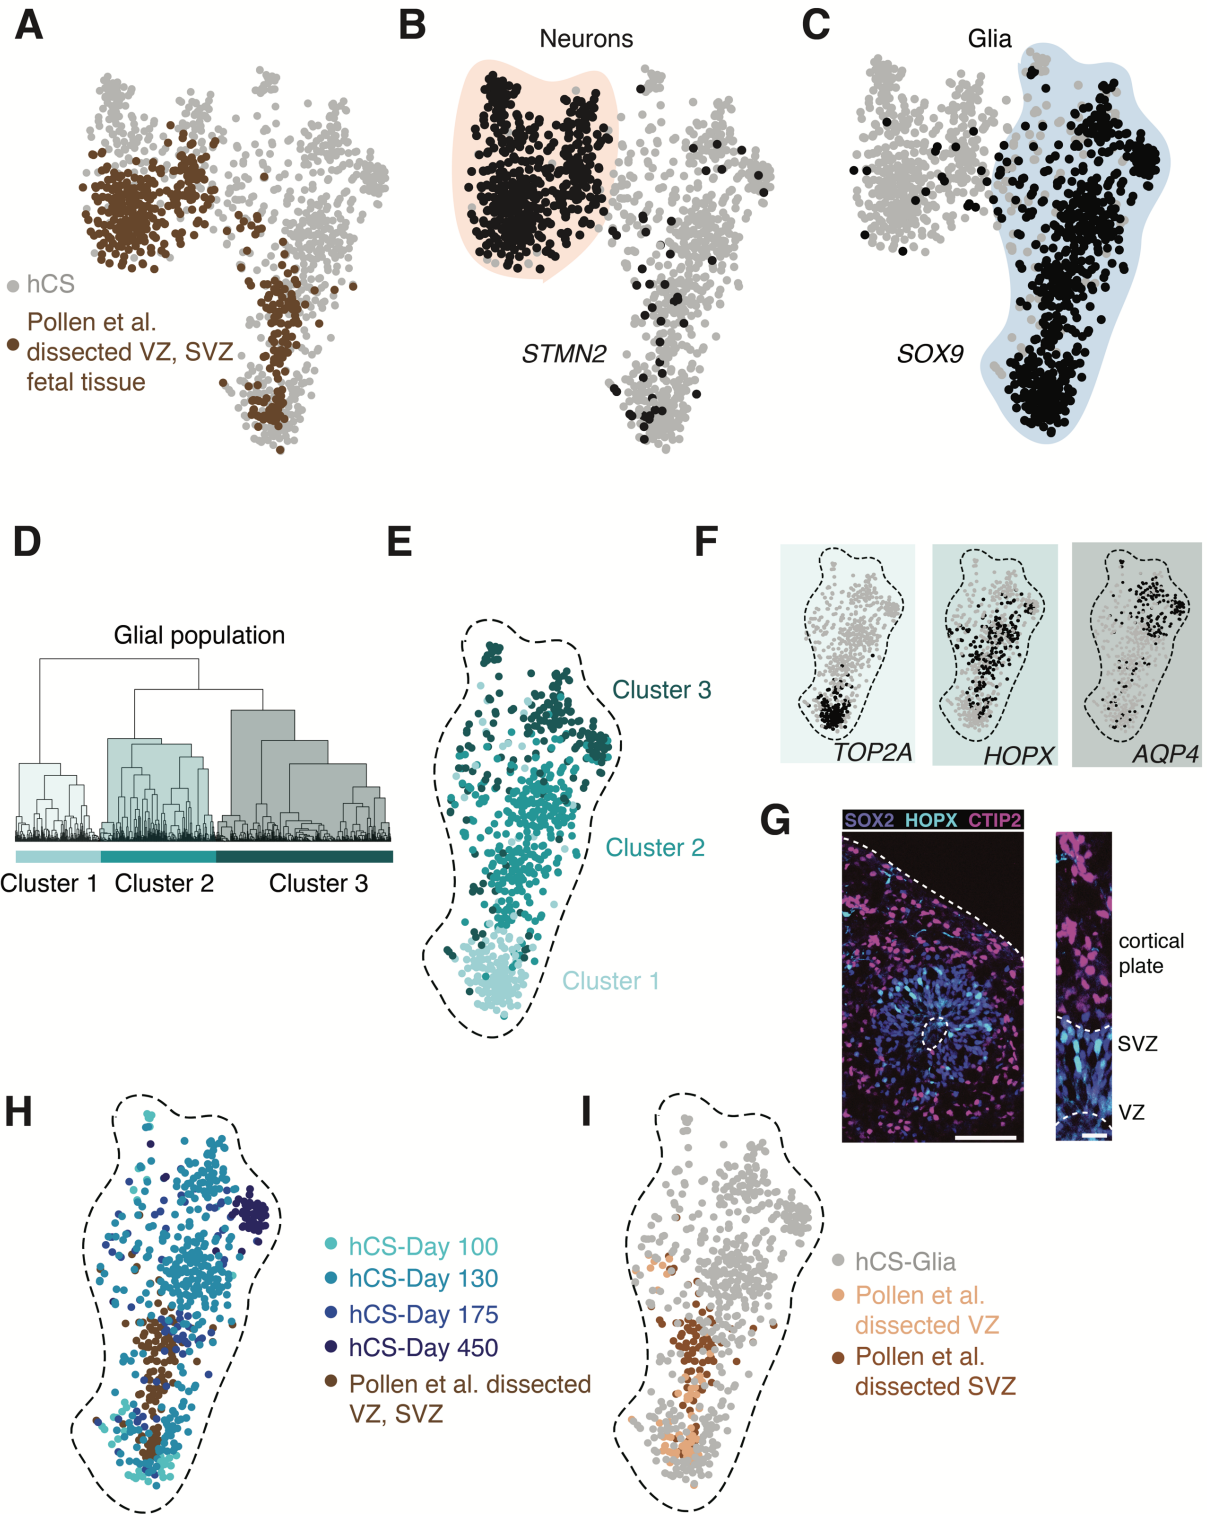 A
B
C
Neurons
Glia
hCS
Pollen et al.
dissected VZ, SVZ
fetal tissue
STMN2
SOX9
D
E
F
Glial population
Cluster 1
Cluster 2
Cluster 3
Cluster 3
Cluster 2
Cluster 1
TOP2A
HOPX
AQP4
G
SOX2 HOPX CTIP2
cortical
plate
SVZ
VZ
H
I
hCS-Day 100
hCS-Day 130
hCS-Day 175
hCS-Day 450
Pollen et al. dissected
VZ, SVZ
hCS-Glia
Pollen et al.
dissected VZ
Pollen et al.
dissected SVZ